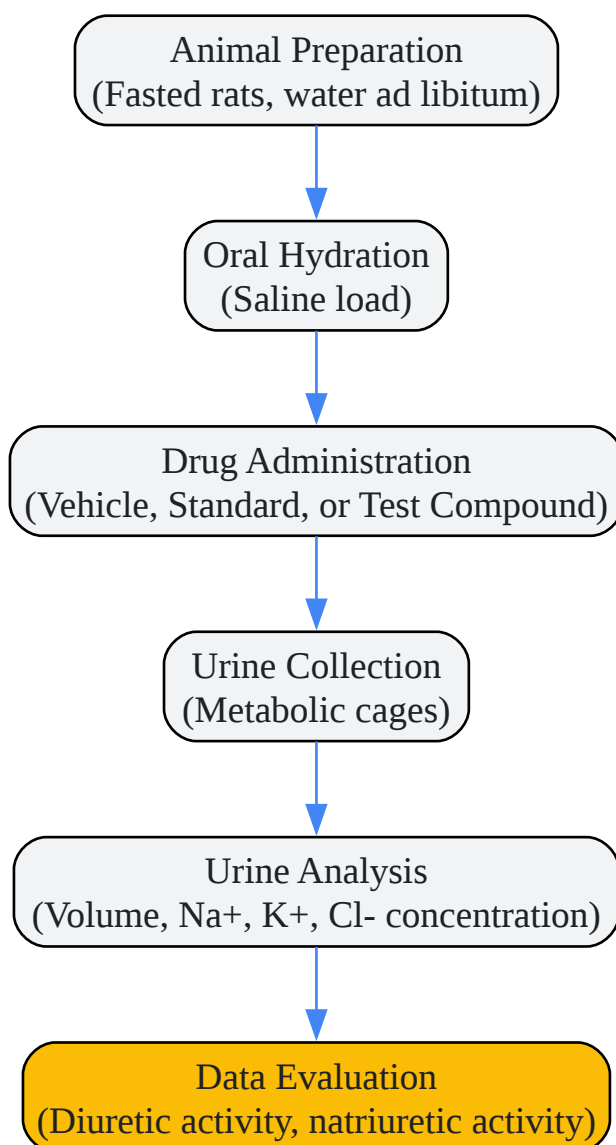 Animal Preparation
(Fasted rats, water ad libitum)
Oral Hydration
(Saline load)
Drug Administration
(Vehicle, Standard, or Test Compound)
Urine Collection
(Metabolic cages)
Urine Analysis
(Volume, Na+, K+, Cl- concentration)
Data Evaluation
(Diuretic activity, natriuretic activity)